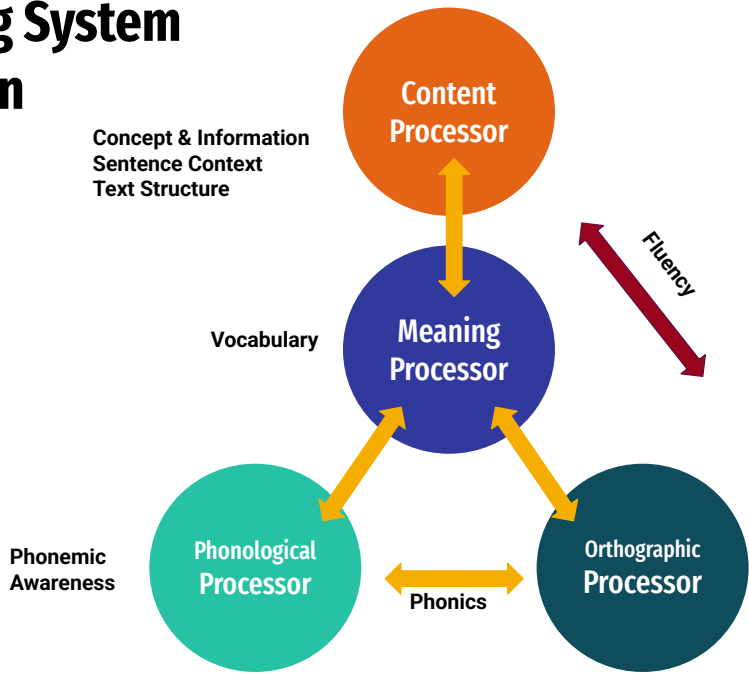 System
Content
Processor
Concept & Information
Sentence Context
Text Structure
Fluency
Meaning
Processor
Vocabulary
Phonological
Processor
Orthographic
Processor
Phonemic
Awareness
Phonics